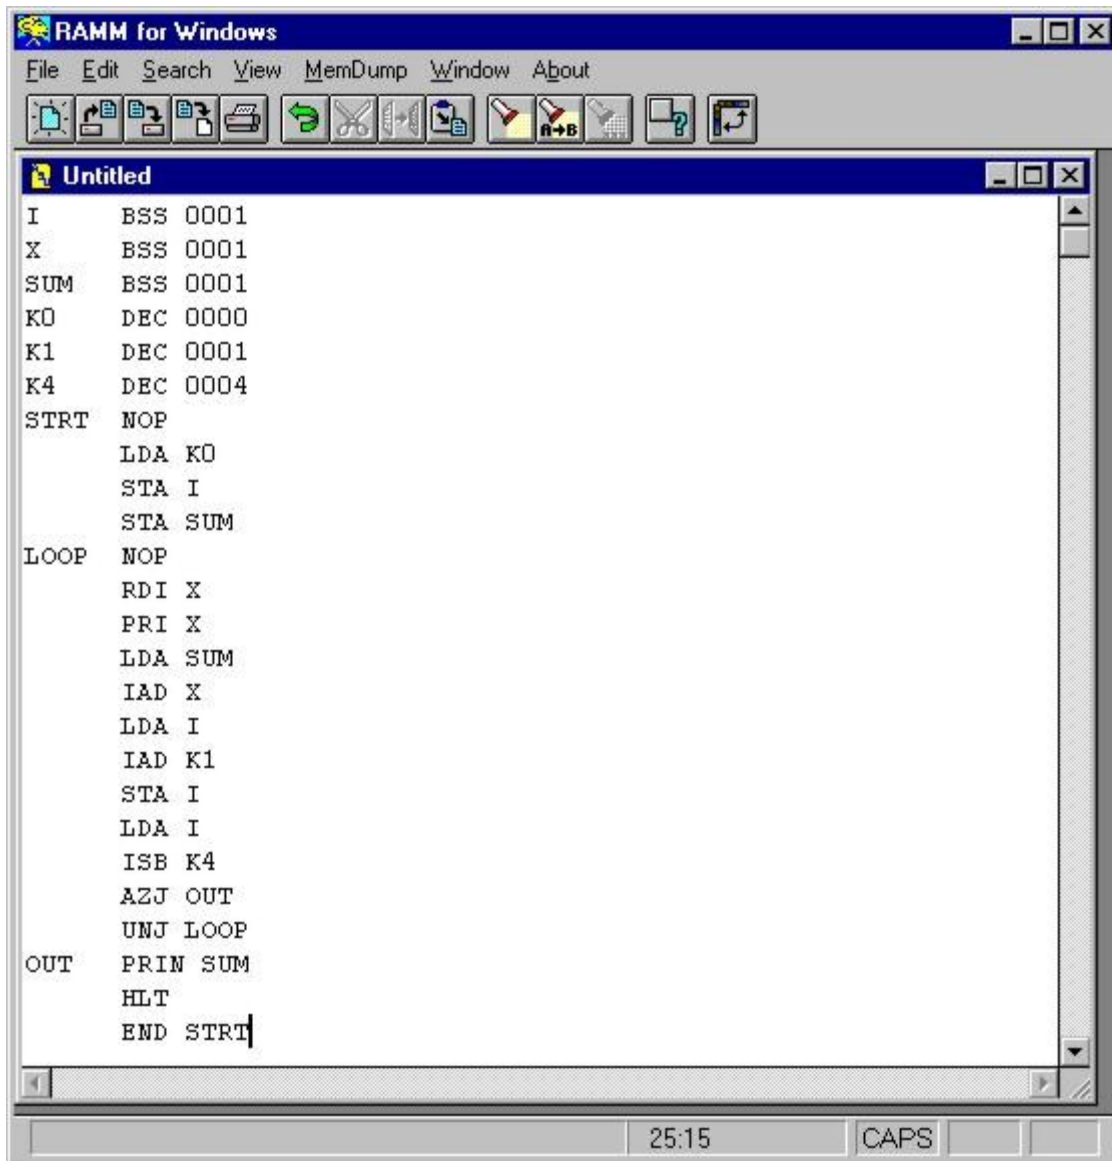 RAMM for Windows
File Edit Search View MemDump Window About
A→B
Untitled
I BSS 0001
X BSS 0001
SUM BSS 0001
K0 DEC 0000
K1 DEC 0001
K4 DEC 0004
STRT NOP
LDA K0
STA I
STA SUM
LOOP NOP
RDI X
PRI X
LDA SUM
IAD X
LDA I
IAD K1
STA I
LDA I
ISB K4
AZJ OUT
UNJ LOOP
OUT PRIN SUM
HLT
END STRT
25:15 CAPS